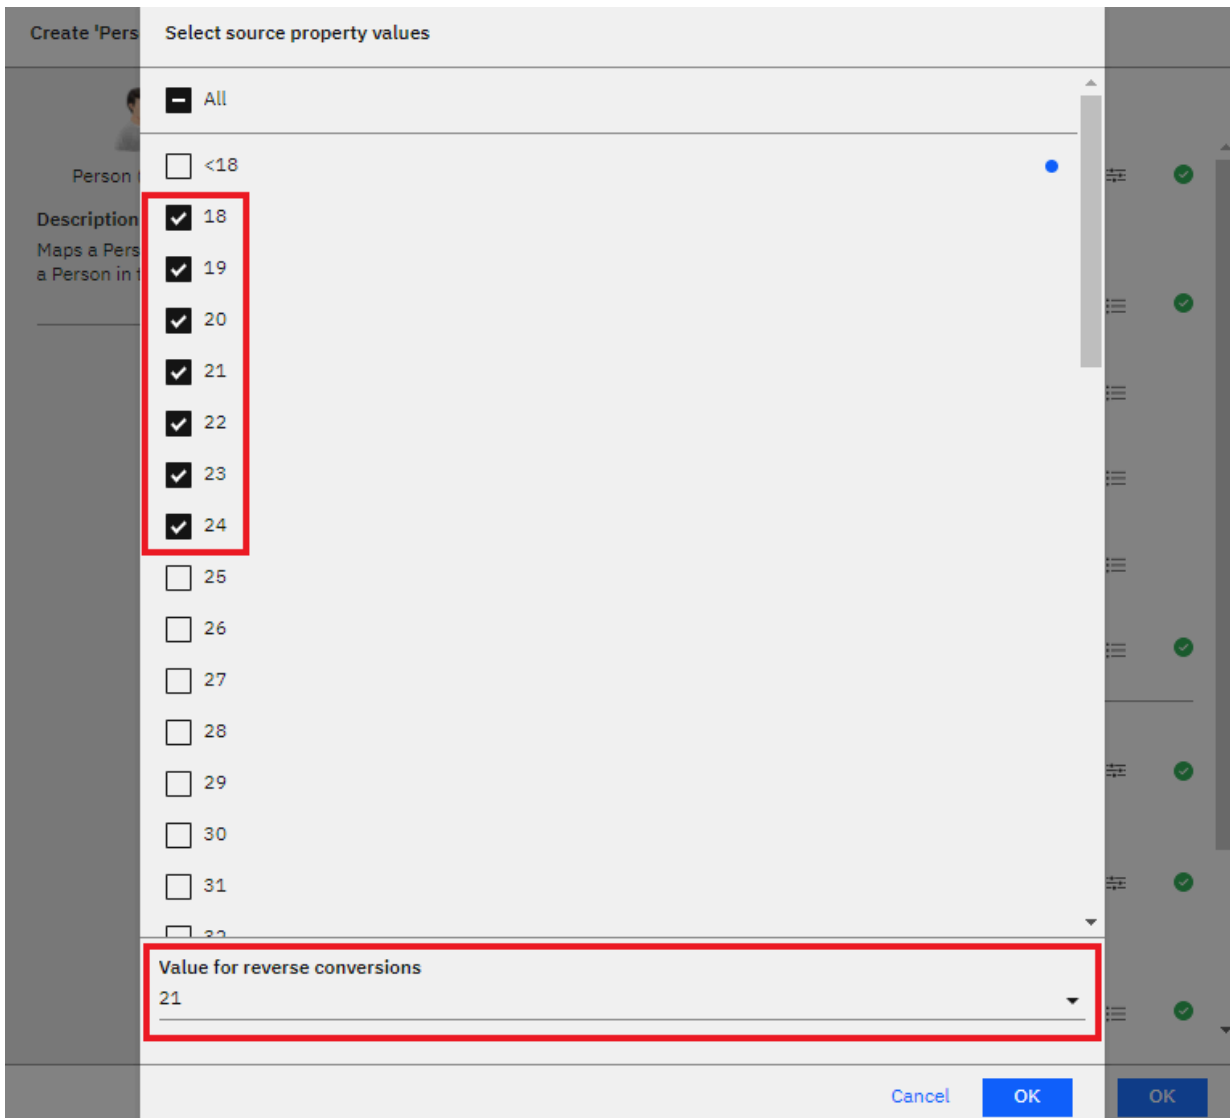 Create 'Pers
Select source property values
All
<18
Person
Description
18
Maps a Pers
a Person in t
19
20
21
22
23
24
25
26
27
28
29
30
31
Value for reverse conversions
21
Cancel
OK
OK